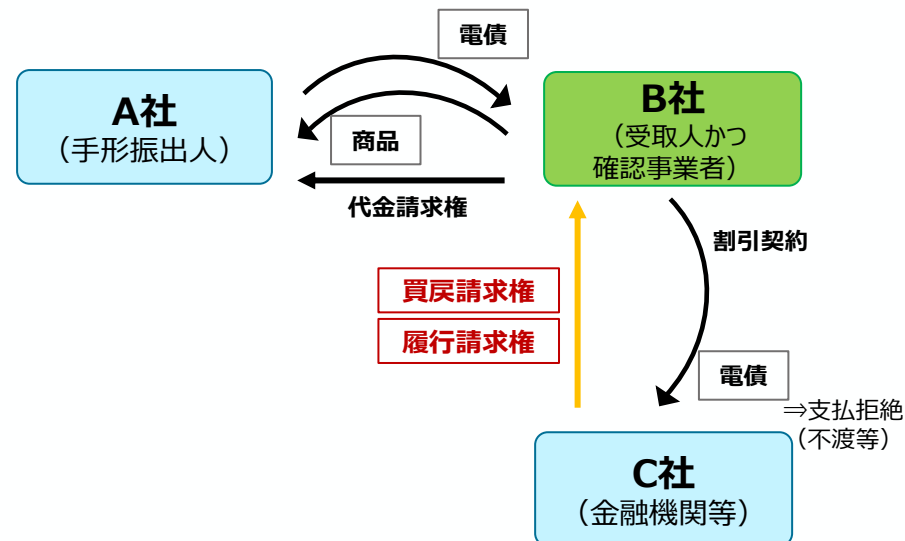 電債
A社
（手形振出人）
B社
（受取人かつ
確認事業者）
商品
代金請求権
割引契約
買戻請求権
履行請求権
電債
⇒支払拒絶
（不渡等）
C社
（金融機関等）